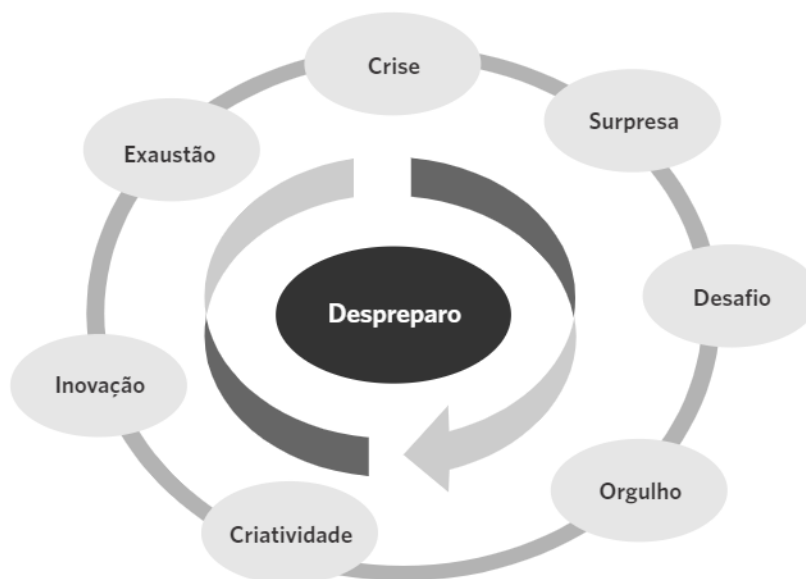 Crise
Surpresa
Exaustão
Desafio
Despreparo
Inovação
Orgulho
Criatividade